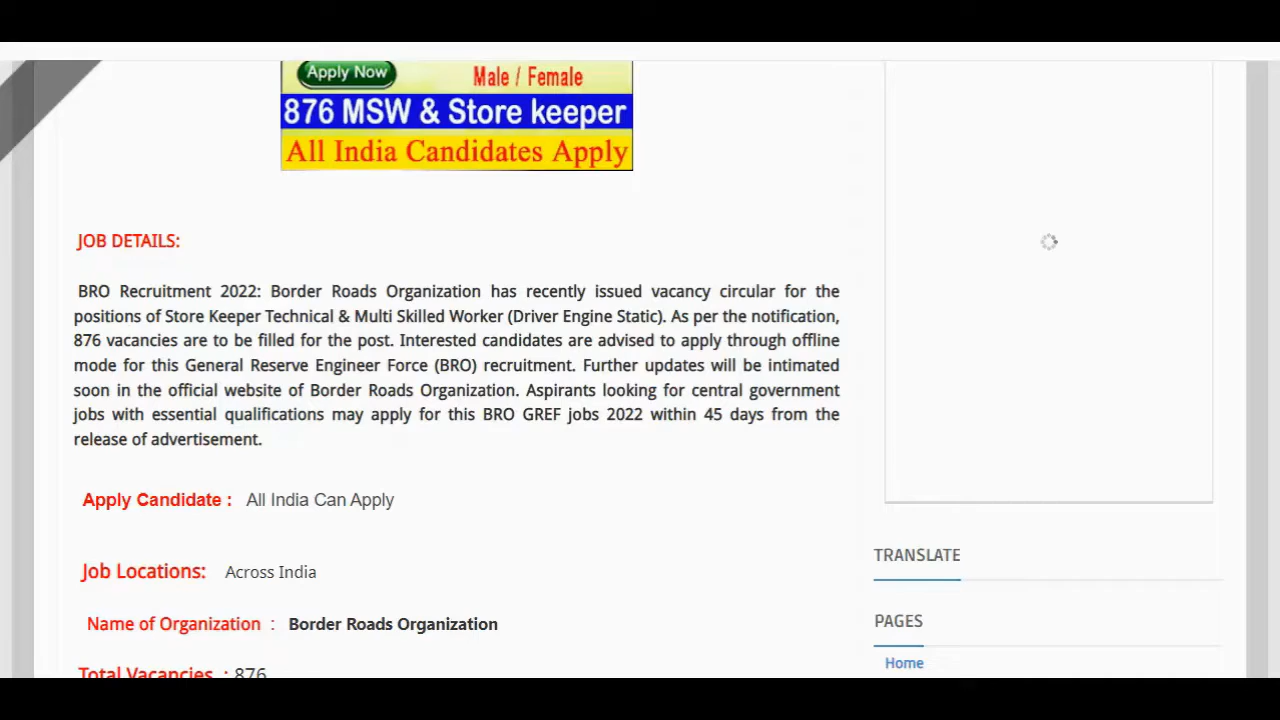 Apply Now
Male / Female
876 MSW & Store keeper
All India Candidates Apply
JOB DETAILS:
BRO Recruitment 2022: Border Roads Organization has recently issued vacancy circular for the
positions of Store Keeper Technical & Multi Skilled Worker (Driver Engine Static). As per the notification,
876 vacancies are to be filled for the post. Interested candidates are advised to apply through offline
mode for this General Reserve Engineer Force (BRO) recruitment. Further updates will be intimated
soon in the official website of Border Roads Organization. Aspirants looking for central government
jobs with essential qualifications may apply for this BRO GREF jobs 2022 within 45 days from the
release of advertisement.
Apply Candidate : All India Can Apply
Job Locations: Across India
Name of Organization : Border Roads Organization
Total Vacancies : 876
TRANSLATE
PAGES
Home